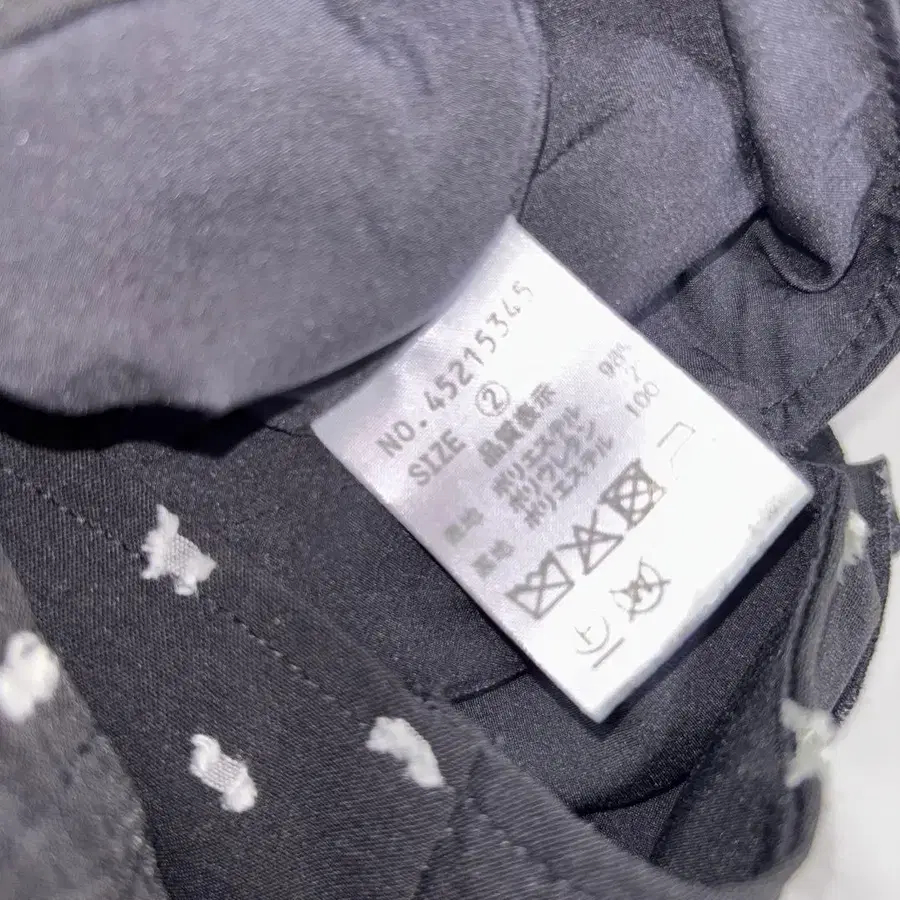 NO. 45215345
SIZE ②
品質表示
表地 ポリエステル 98%
ポリウレタン 2
裏地 ポリエステル 100